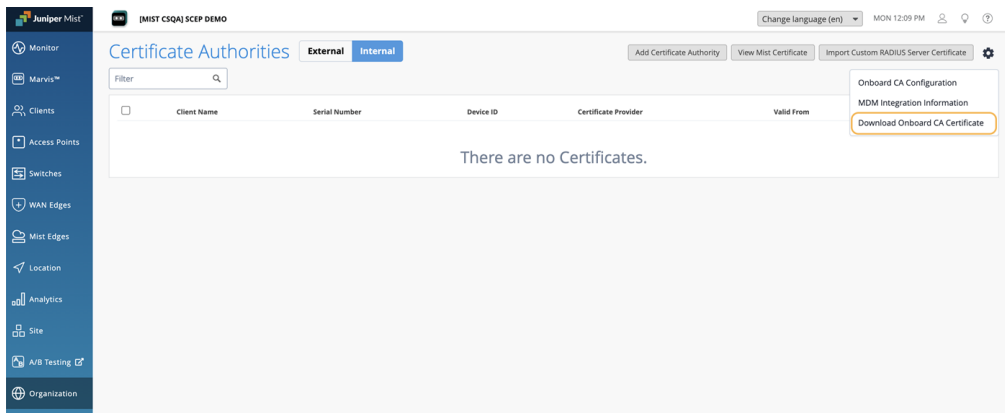 Juniper Mist™
[MIST CSQA] SCEP DEMO
Change language (en)
MON 12:09 PM
Monitor
Marvis™
Clients
Access Points
Switches
WAN Edges
Mist Edges
Location
Analytics
Site
A/B Testing
Organization
Certificate Authorities
External
Internal
Add Certificate Authority
View Mist Certificate
Import Custom RADIUS Server Certificate
Filter
Onboard CA Configuration
MDM Integration Information
Download Onboard CA Certificate
Client Name
Serial Number
Device ID
Certificate Provider
Valid From
There are no Certificates.